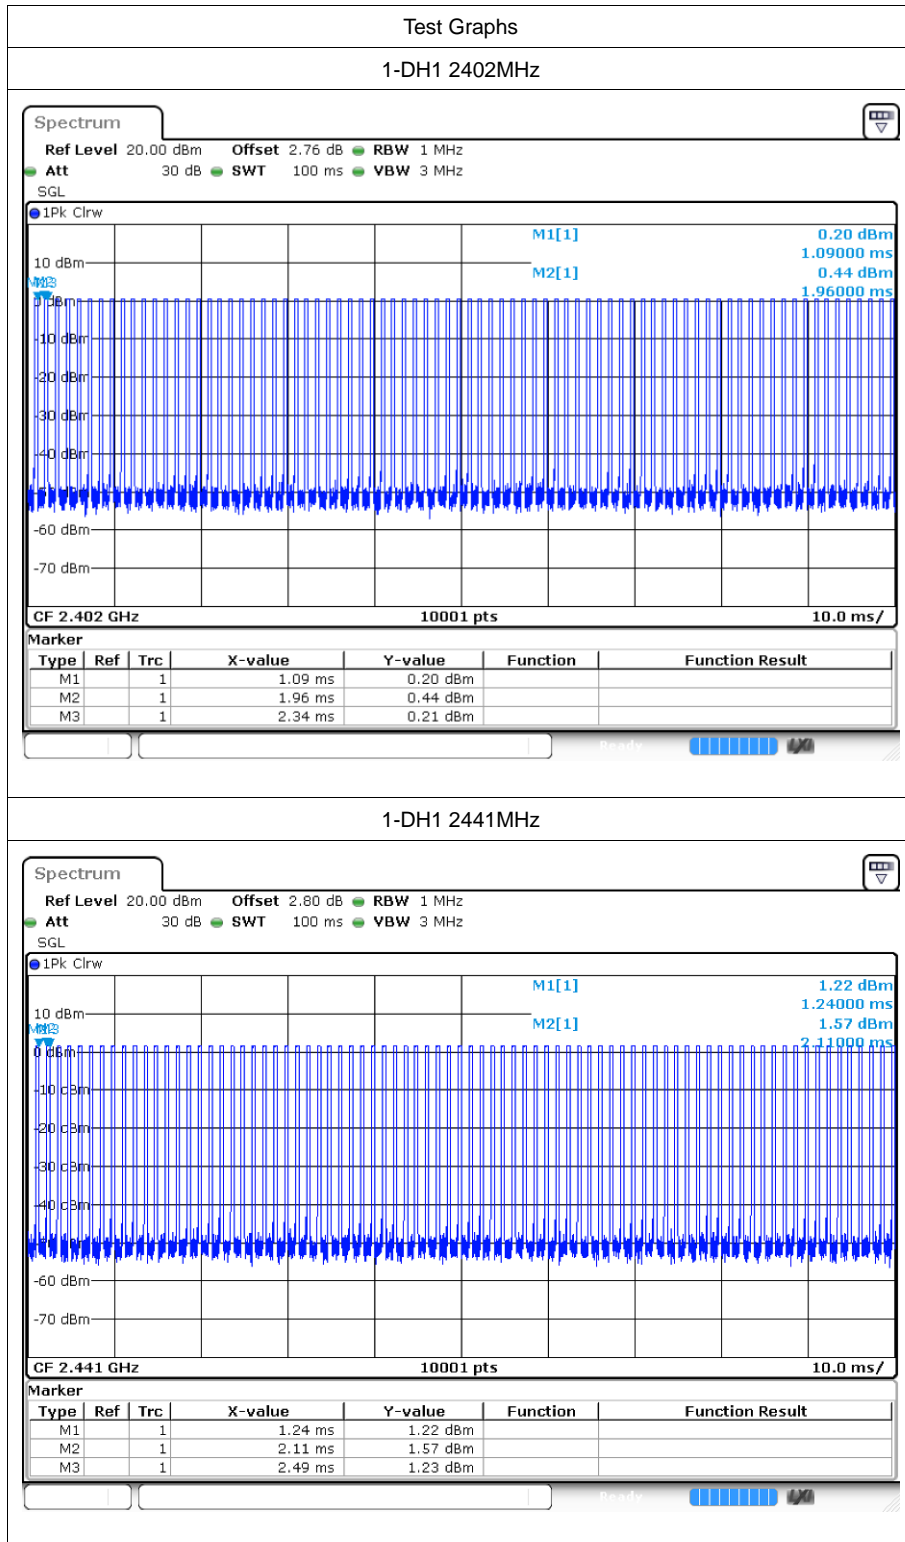 Test Graphs
1-DH1 2402MHz
Spectrum
Ref Level 20.00 dBm Offset 2.76 dB RBW 1 MHz
Att 30 dB SWT 100 ms VBW 3 MHz
SGL
1Pk Clrw
M1[1] 0.20 dBm
1.09000 ms
10 dBm
M2[1] 0.44 dBm
1.96000 ms
0 dBm
-10 dBm
-20 dBm
-30 dBm
-40 dBm
-60 dBm
-70 dBm
CF 2.402 GHz 10001 pts 10.0 ms/
Marker
Type Ref Trc X-value Y-value Function Function Result
M1 1 1.09 ms 0.20 dBm
M2 1 1.96 ms 0.44 dBm
M3 1 2.34 ms 0.21 dBm
Ready
1-DH1 2441MHz
Spectrum
Ref Level 20.00 dBm Offset 2.80 dB RBW 1 MHz
Att 30 dB SWT 100 ms VBW 3 MHz
SGL
1Pk Clrw
M1[1] 1.22 dBm
1.24000 ms
10 dBm
M2[1] 1.57 dBm
2.11000 ms
0 dBm
-10 dBm
-20 dBm
-30 dBm
-40 dBm
-60 dBm
-70 dBm
CF 2.441 GHz 10001 pts 10.0 ms/
Marker
Type Ref Trc X-value Y-value Function Function Result
M1 1 1.24 ms 1.22 dBm
M2 1 2.11 ms 1.57 dBm
M3 1 2.49 ms 1.23 dBm
Ready